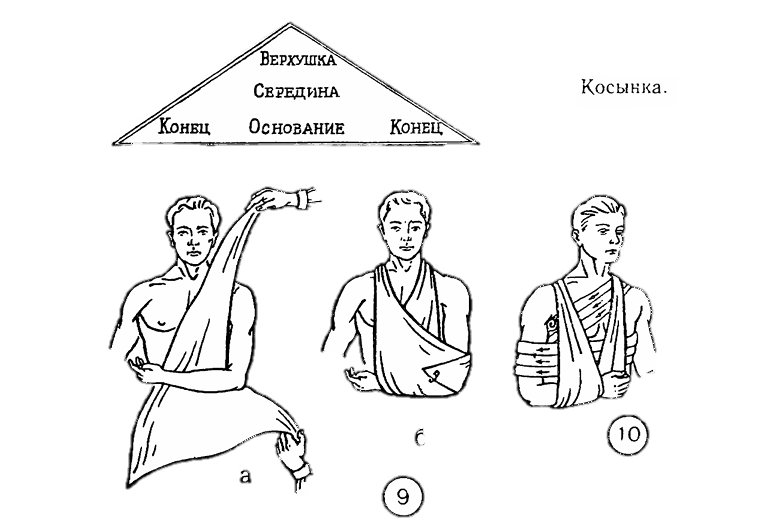 Верхушка
Середина
Конец Основание Конец
Косынка.
а
б
9
10